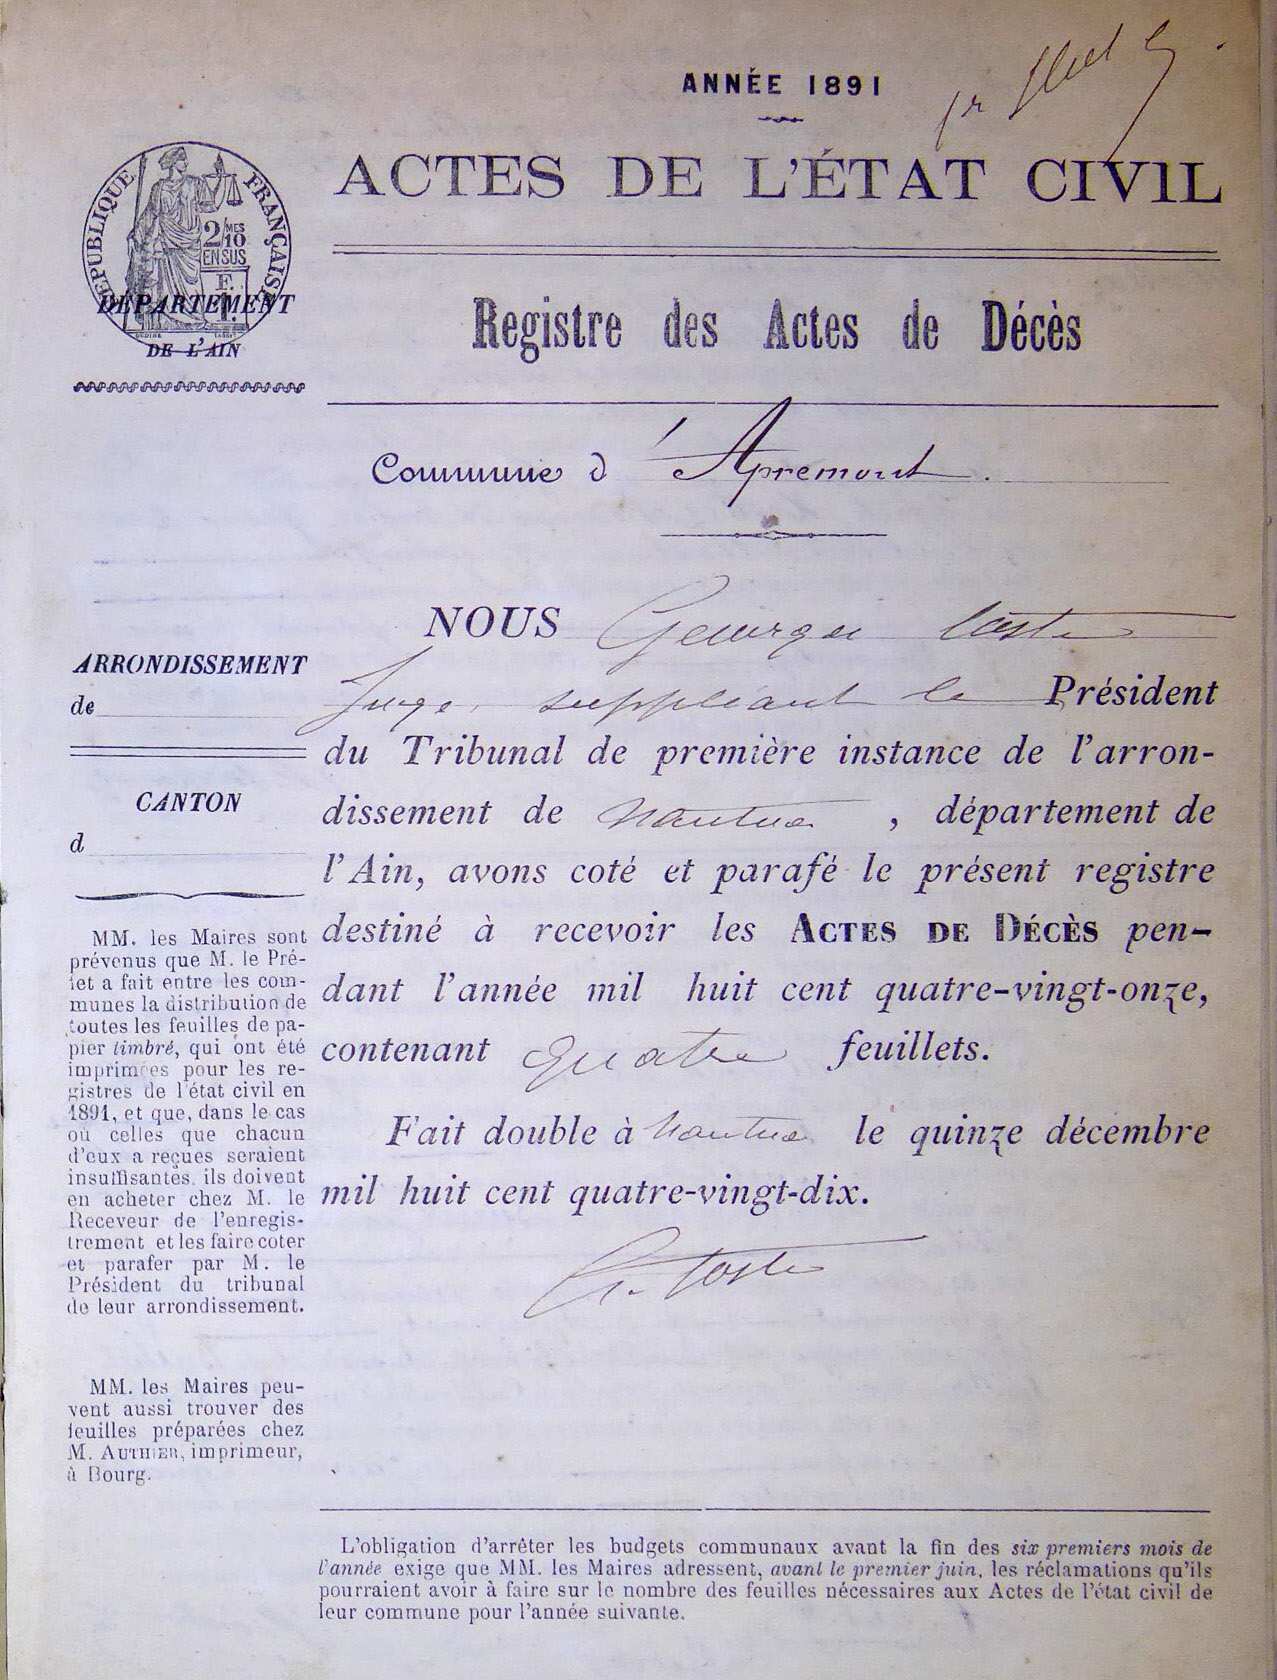 ANNÉE 1891
1er feuillet
ACTES DE L'ÉTAT CIVIL
RÉPUBLIQUE FRANÇAISE
2/10 MES
EN SUS
DÉPARTEMENT
DE L'AIN
Registre des Actes de Décès
Commune d'Apremont.
NOUS Georges Coste
Juge suppléant le Président
du Tribunal de première instance de l'arron-
dissement de Nantua, département de
l'Ain, avons coté et parafé le présent registre
destiné à recevoir les ACTES DE DÉCÈS pen-
dant l'année mil huit cent quatre-vingt-onze,
contenant quatre feuillets.
Fait double à Nantua le quinze décembre
mil huit cent quatre-vingt-dix.
G. Coste
ARRONDISSEMENT
de
CANTON
d
MM. les Maires sont
prévenus que M. le Pré-
fet a fait entre les com-
munes la distribution de
toutes les feuilles de pa-
pier timbré, qui ont été
imprimées pour les re-
gistres de l'état civil en
1891, et que, dans le cas
où celles que chacun
d'eux a reçues seraient
insuffisantes, ils doivent
en acheter chez M. le
Receveur de l'enregis-
trement et les faire coter
et parafer par M. le
Président du tribunal
de leur arrondissement.
MM. les Maires peu-
vent aussi trouver des
feuilles préparées chez
M. AUTHIER, imprimeur,
à Bourg.
L'obligation d'arrêter les budgets communaux avant la fin des six premiers mois de
l'année exige que MM. les Maires adressent, avant le premier juin, les réclamations qu'ils
pourraient avoir à faire sur le nombre des feuilles nécessaires aux Actes de l'état civil de
leur commune pour l'année suivante.